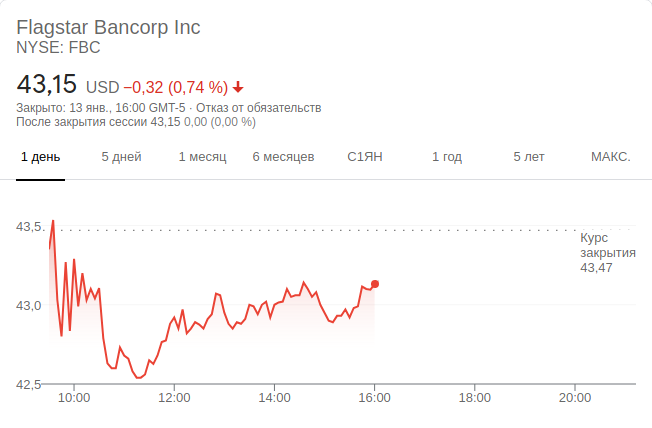 Flagstar Bancorp Inc
NYSE: FBC
43,15 USD −0,32 (0,74 %)
Закрыто: 13 янв., 16:00 GMT-5 · Отказ от обязательств
После закрытия сессии 43,15 0,00 (0,00 %)
1 день 5 дней 1 месяц 6 месяцев С1ЯН 1 год 5 лет МАКС.
43,5
Курс
закрытия
43,47
43,0
42,5
10:00 12:00 14:00 16:00 18:00 20:00